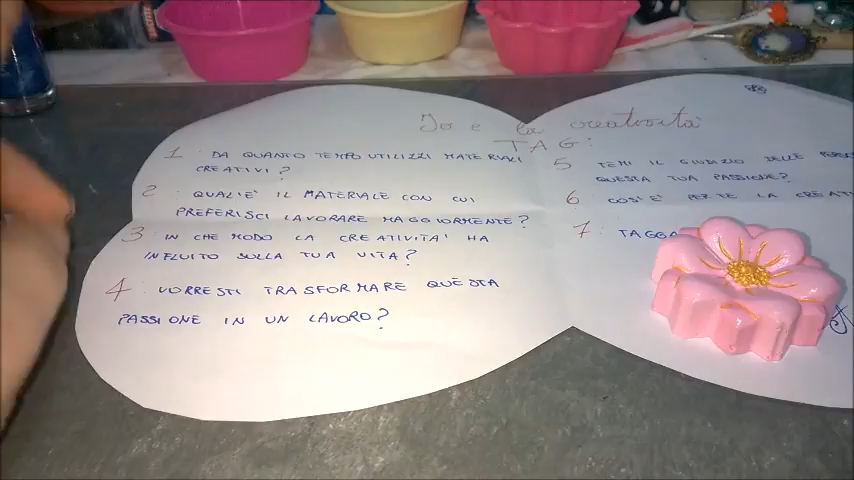 Io e la creatività
TAG:
1 DA QUANTO TEMPO UTILIZZI MATERIALI
CREATIVI?
2 QUAL'E' IL MATERIALE CON CUI
PREFERISCI LAVORARE MAGGIORMENTE?
3 IN CHE MODO LA CREATIVITA' HA
INFLUITO SULLA TUA VITA?
4 VORRESTI TRASFORMARE QUESTA
PASSIONE IN UN LAVORO?
5 TEMI IL GIUDIZIO DELLE
QUESTA TUA PASSIONE?
6 COS'E' PER TE LA
7 TAGGA